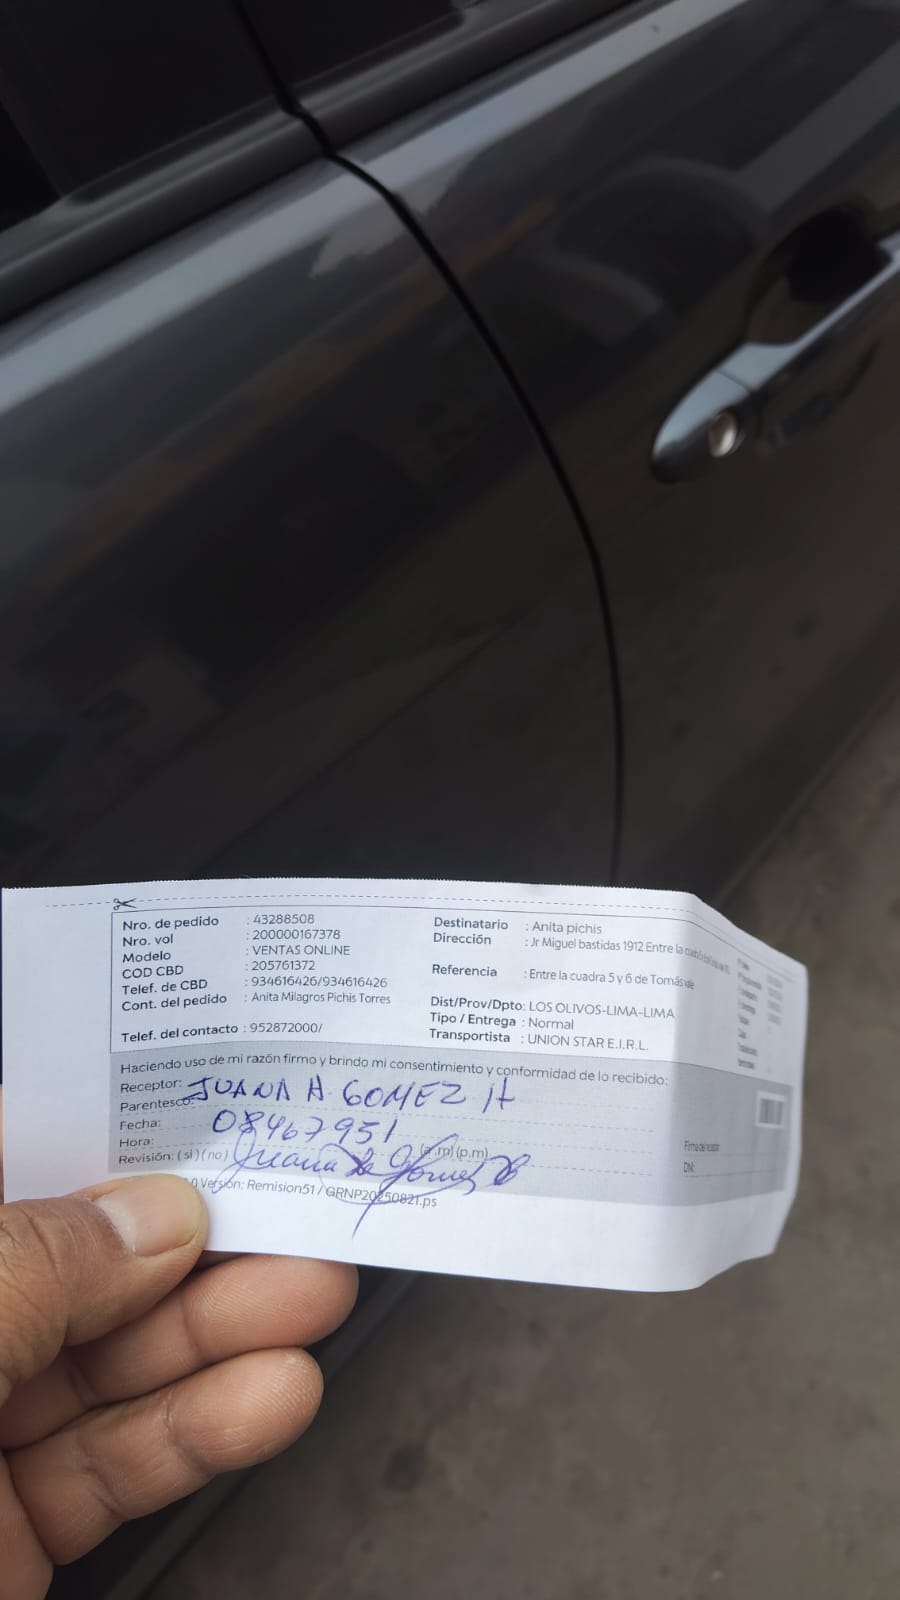 Nro. de pedido : 43288508
Nro. vol : 200000167378
Modelo : VENTAS ONLINE
COD CBD : 205761372
Telef. de CBD : 934616426/934616426
Cont. del pedido : Anita Milagros Pichis Torres
Telef. del contacto : 952872000/
Destinatario : Anita pichis
Dirección : Jr Miguel bastidas 1912 Entre la
Referencia : Entre la cuadra 5 y 6 de Tomás
Dist/Prov/Dpto: LOS OLIVOS-LIMA-LIMA
Tipo / Entrega : Normal
Transportista : UNION STAR E.I.R.L.
Haciendo uso de mi razón firmo y brindo mi consentimiento y conformidad de lo recibido:
Receptor: JUANA A. GOMEZ H
Parentesco:
Fecha: 08467951
Hora: (a.m) (p.m)
Revisión: ( si ) ( no ) Juana de Gomez
Versión: Remision51 / GRNP20250821.ps
DNI: